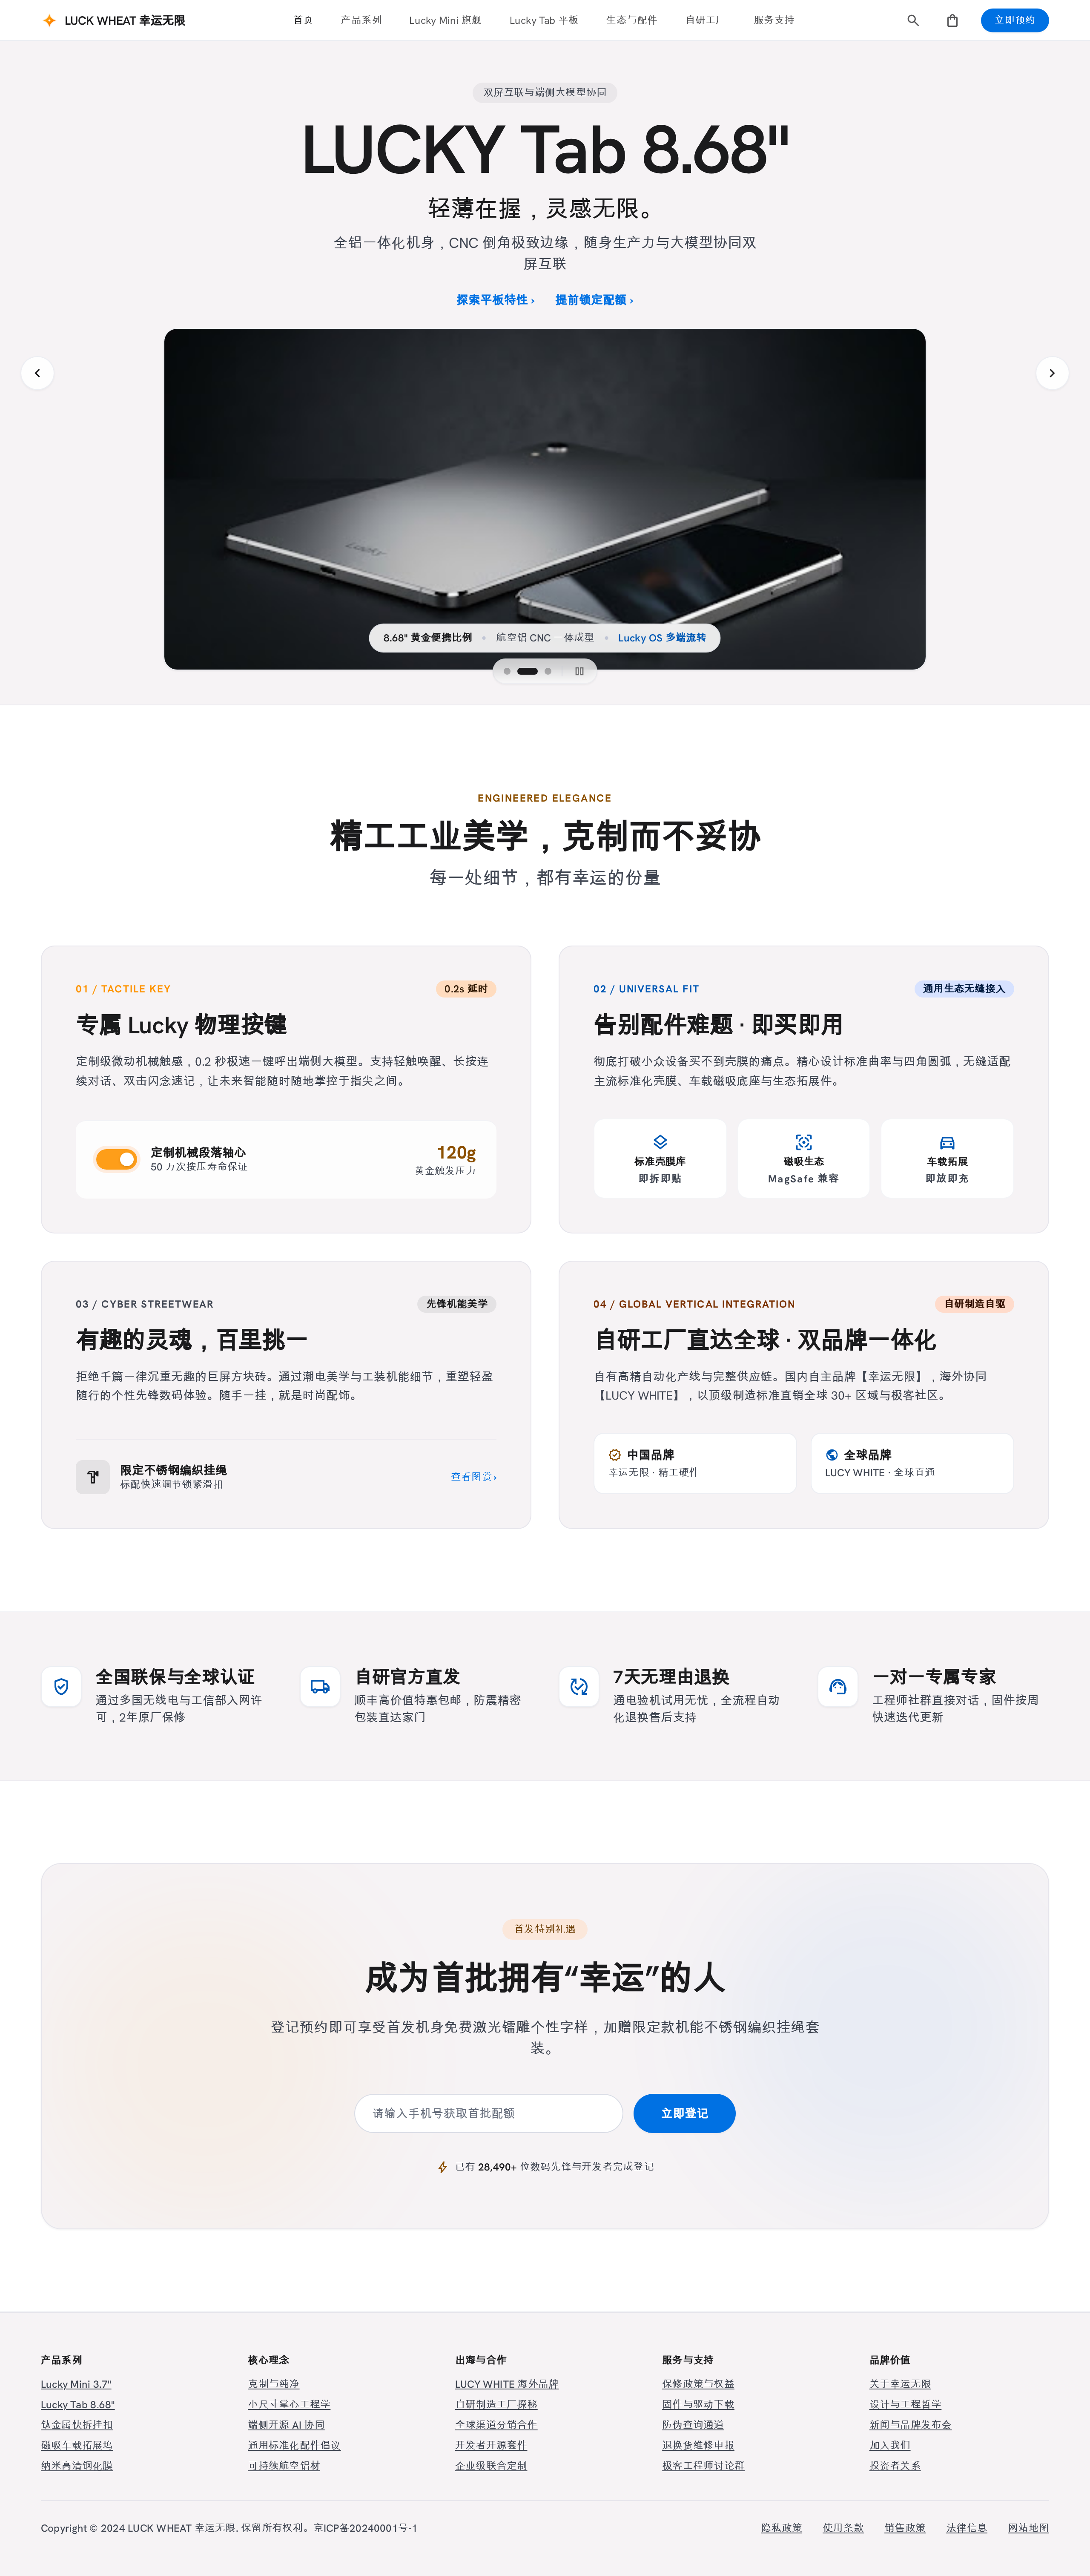 LUCK WHEAT 幸运无限
首页
产品系列
Lucky Mini 旗舰
Lucky Tab 平板
生态与配件
自研工厂
服务支持
立即预约
双屏互联与端侧大模型协同
LUCKY Tab 8.68"
轻薄在握，灵感无限。
全铝一体化机身，CNC 倒角极致边缘，随身生产力与大模型协同双
屏互联
探索平板特性 ›
提前锁定配额 ›
Lucky
8.68" 黄金便携比例
航空铝 CNC 一体成型
Lucky OS 多端流转
ENGINEERED ELEGANCE
精工工业美学，克制而不妥协
每一处细节，都有幸运的份量
01 / TACTILE KEY
0.2s 延时
专属 Lucky 物理按键
定制级微动机械触感，0.2 秒极速一键呼出端侧大模型。支持轻触唤醒、长按连
续对话、双击闪念速记，让未来智能随时随地掌控于指尖之间。
定制机械段落轴心
50 万次按压寿命保证
120g
黄金触发压力
02 / UNIVERSAL FIT
通用生态无缝接入
告别配件难题 · 即买即用
彻底打破小众设备买不到壳膜的痛点。精心设计标准曲率与四角圆弧，无缝适配
主流标准化壳膜、车载磁吸底座与生态拓展件。
标准壳膜库
即拆即贴
磁吸生态
MagSafe 兼容
车载拓展
即放即充
03 / CYBER STREETWEAR
先锋机能美学
有趣的灵魂，百里挑一
拒绝千篇一律沉重无趣的巨屏方块砖。通过潮电美学与工装机能细节，重塑轻盈
随行的个性先锋数码体验。随手一挂，就是时尚配饰。
限定不锈钢编织挂绳
标配快速调节锁紧滑扣
查看图赏 ›
04 / GLOBAL VERTICAL INTEGRATION
自研制造自驱
自研工厂直达全球 · 双品牌一体化
自有高精自动化产线与完整供应链。国内自主品牌【幸运无限】，海外协同
【LUCY WHITE】，以顶级制造标准直销全球 30+ 区域与极客社区。
中国品牌
幸运无限 · 精工硬件
全球品牌
LUCY WHITE · 全球直通
全国联保与全球认证
通过多国无线电与工信部入网许
可，2年原厂保修
自研官方直发
顺丰高价值特惠包邮，防震精密
包装直达家门
7天无理由退换
通电验机试用无忧，全流程自动
化退换售后支持
一对一专属专家
工程师社群直接对话，固件按周
快速迭代更新
首发特别礼遇
成为首批拥有“幸运”的人
登记预约即可享受首发机身免费激光镭雕个性字样，加赠限定款机能不锈钢编织挂绳套
装。
请输入手机号获取首批配额
立即登记
已有 28,490+ 位数码先锋与开发者完成登记
产品系列
Lucky Mini 3.7"
Lucky Tab 8.68"
钛金属快拆挂扣
磁吸车载拓展坞
纳米高清钢化膜
核心理念
克制与纯净
小尺寸掌心工程学
端侧开源 AI 协同
通用标准化配件倡议
可持续航空铝材
出海与合作
LUCY WHITE 海外品牌
自研制造工厂探秘
全球渠道分销合作
开发者开源套件
企业级联合定制
服务与支持
保修政策与权益
固件与驱动下载
防伪查询通道
退换货维修申报
极客工程师讨论群
品牌价值
关于幸运无限
设计与工程哲学
新闻与品牌发布会
加入我们
投资者关系
Copyright © 2024 LUCK WHEAT 幸运无限. 保留所有权利。京ICP备20240001号-1
隐私政策
使用条款
销售政策
法律信息
网站地图